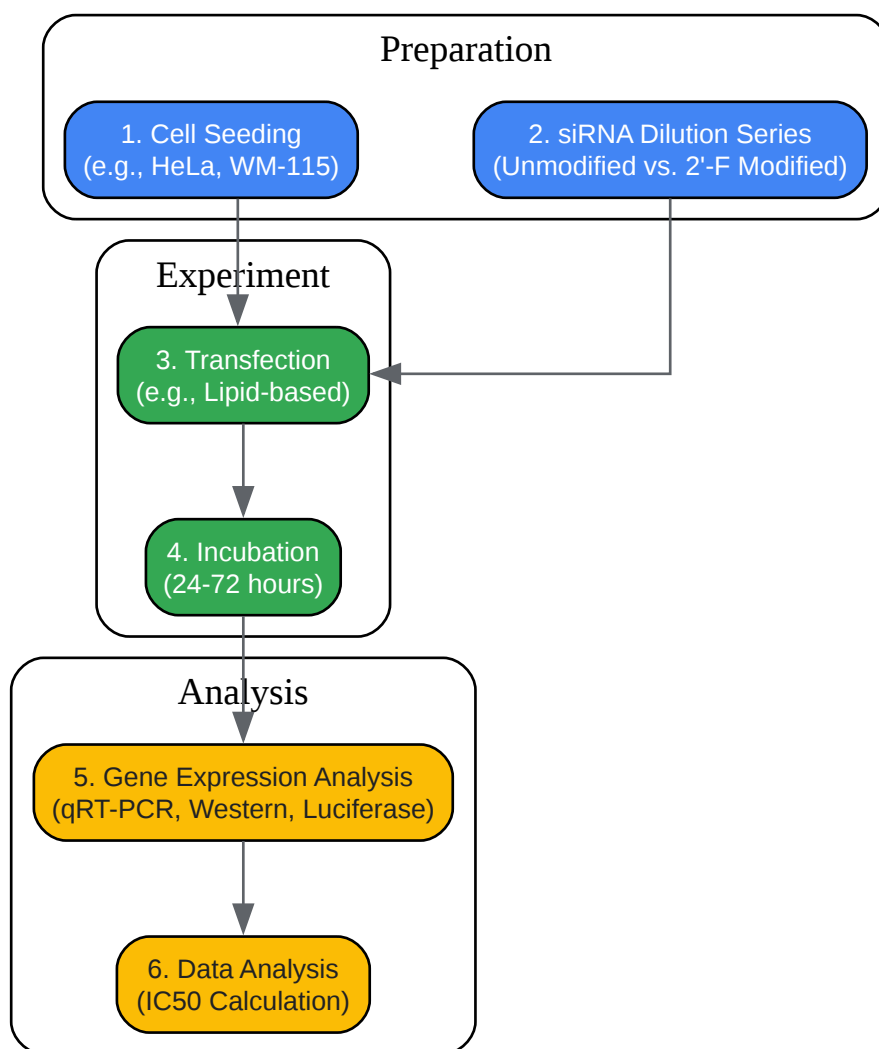 Preparation
1. Cell Seeding
(e.g., HeLa, WM-115)
2. siRNA Dilution Series
(Unmodified vs. 2'-F Modified)
Experiment
3. Transfection
(e.g., Lipid-based)
4. Incubation
(24-72 hours)
Analysis
5. Gene Expression Analysis
(qRT-PCR, Western, Luciferase)
6. Data Analysis
(IC50 Calculation)